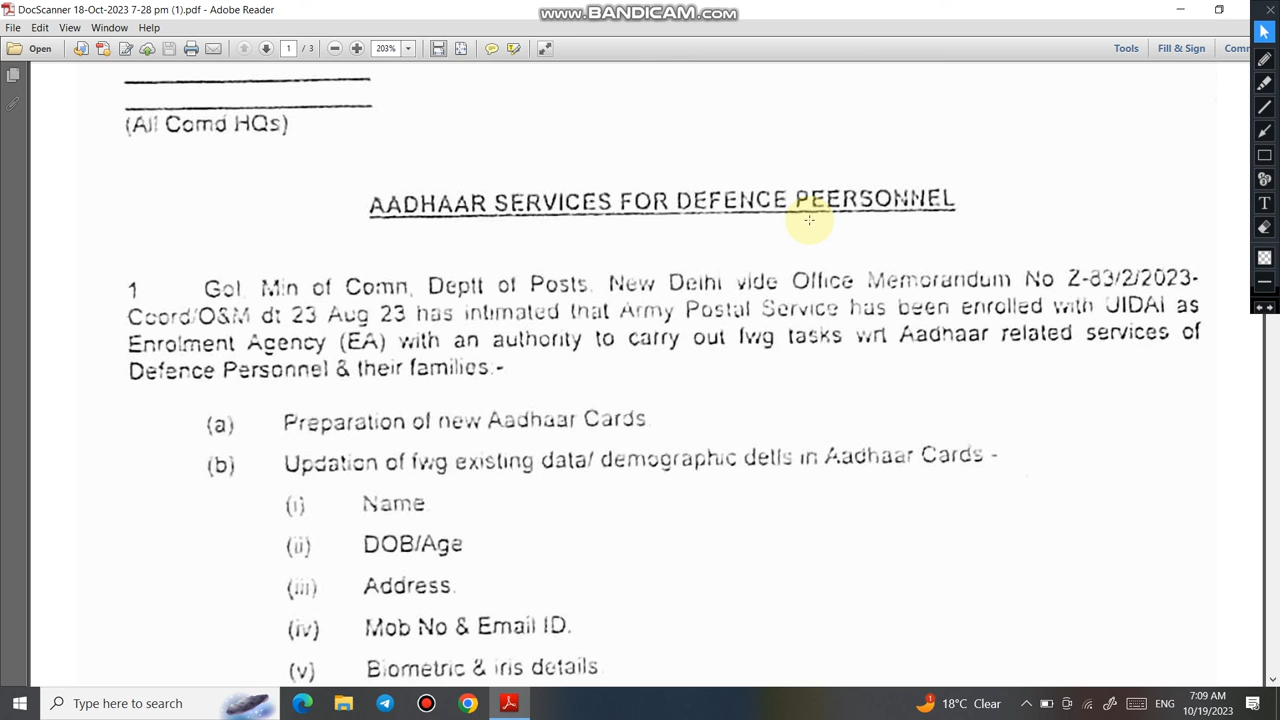 DocScanner 18-Oct-2023 7-28 pm (1).pdf - Adobe Reader
www.BANDICAM.com
File Edit View Window Help
Open 1 / 3 203% Tools Fill & Sign Comm
(All Comd HQs)
AADHAAR SERVICES FOR DEFENCE PEERSONNEL
1 GoI, Min of Comn, Deptt of Posts, New Delhi vide Office Memorandum No Z-83/2/2023-
Coord/O&M dt 23 Aug 23 has intimated that Army Postal Service has been enrolled with UIDAI as
Enrolment Agency (EA) with an authority to carry out fwg tasks wrt Aadhaar related services of
Defence Personnel & their families:-
(a) Preparation of new Aadhaar Cards.
(b) Updation of fwg existing data/ demographic detls in Aadhaar Cards -
(i) Name.
(ii) DOB/Age
(iii) Address.
(iv) Mob No & Email ID.
(v) Biometric & iris details.
Type here to search
18°C Clear
ENG
7:09 AM
10/19/2023